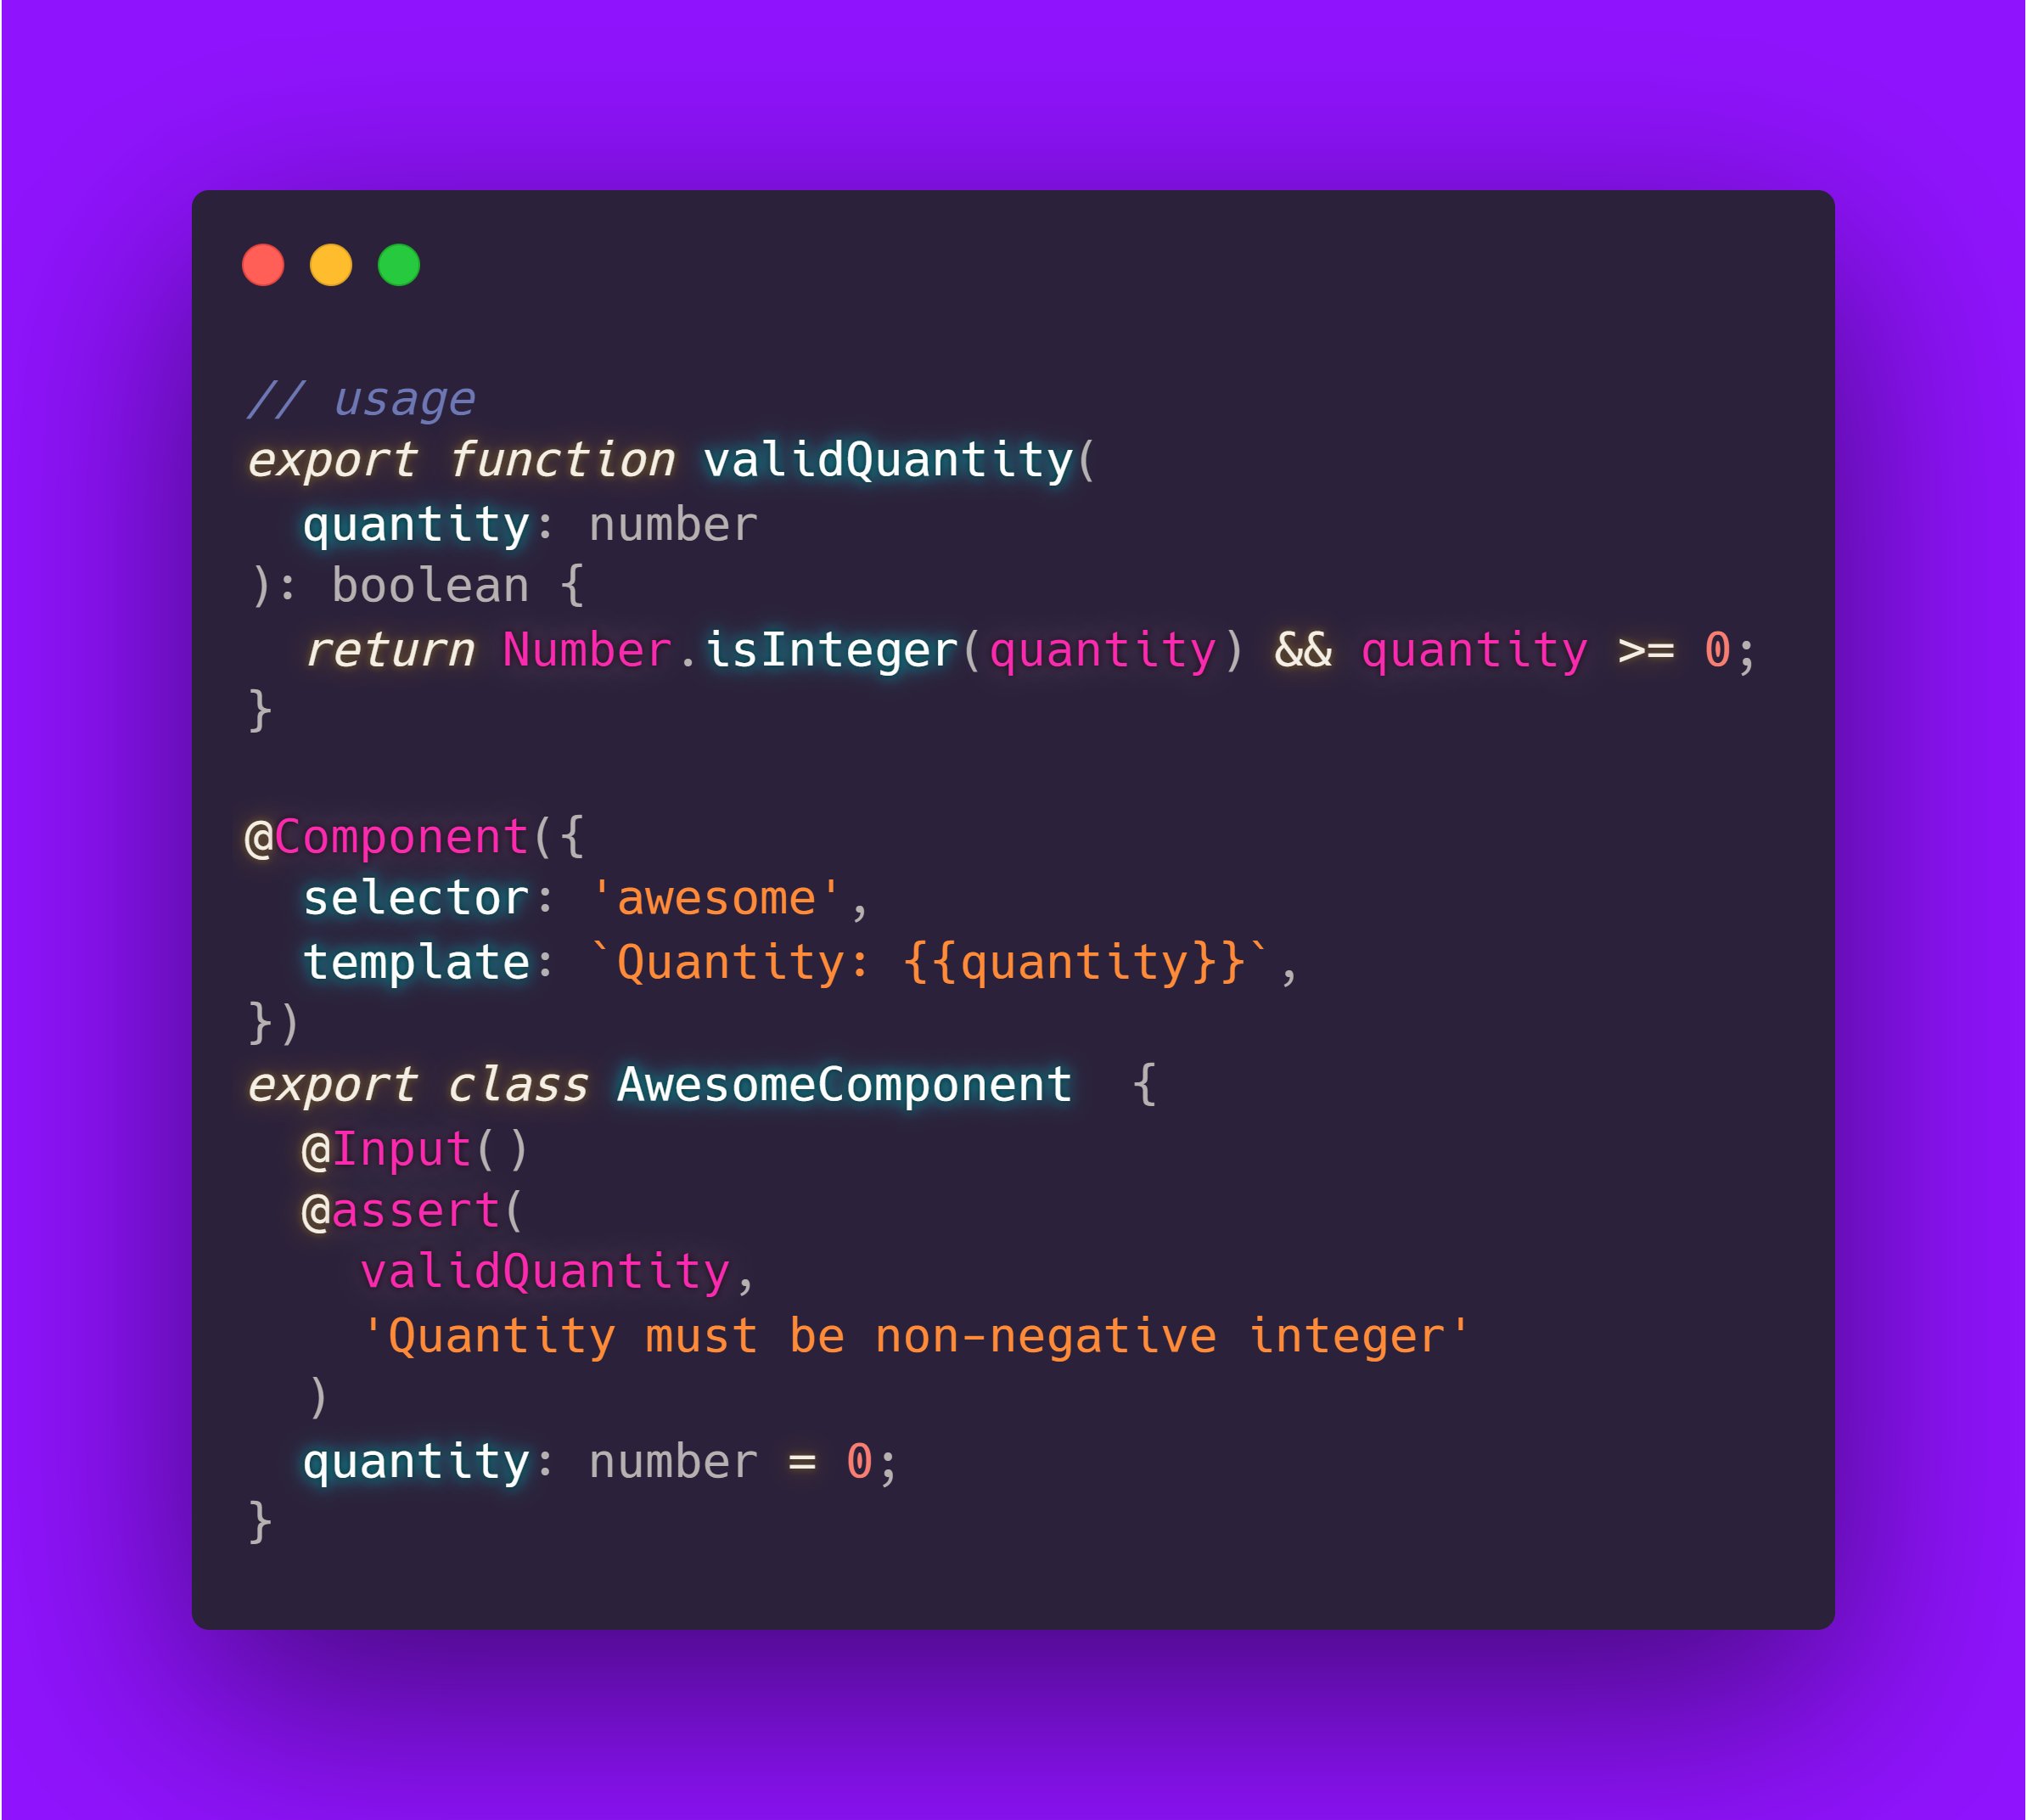 // usage
export function validQuantity(
  quantity: number
): boolean {
  return Number.isInteger(quantity) && quantity >= 0;
}

@Component({
  selector: 'awesome',
  template: `Quantity: {{quantity}}`,
})
export class AwesomeComponent  {
  @Input()
  @assert(
    validQuantity,
    'Quantity must be non-negative integer'
  )
  quantity: number = 0;
}